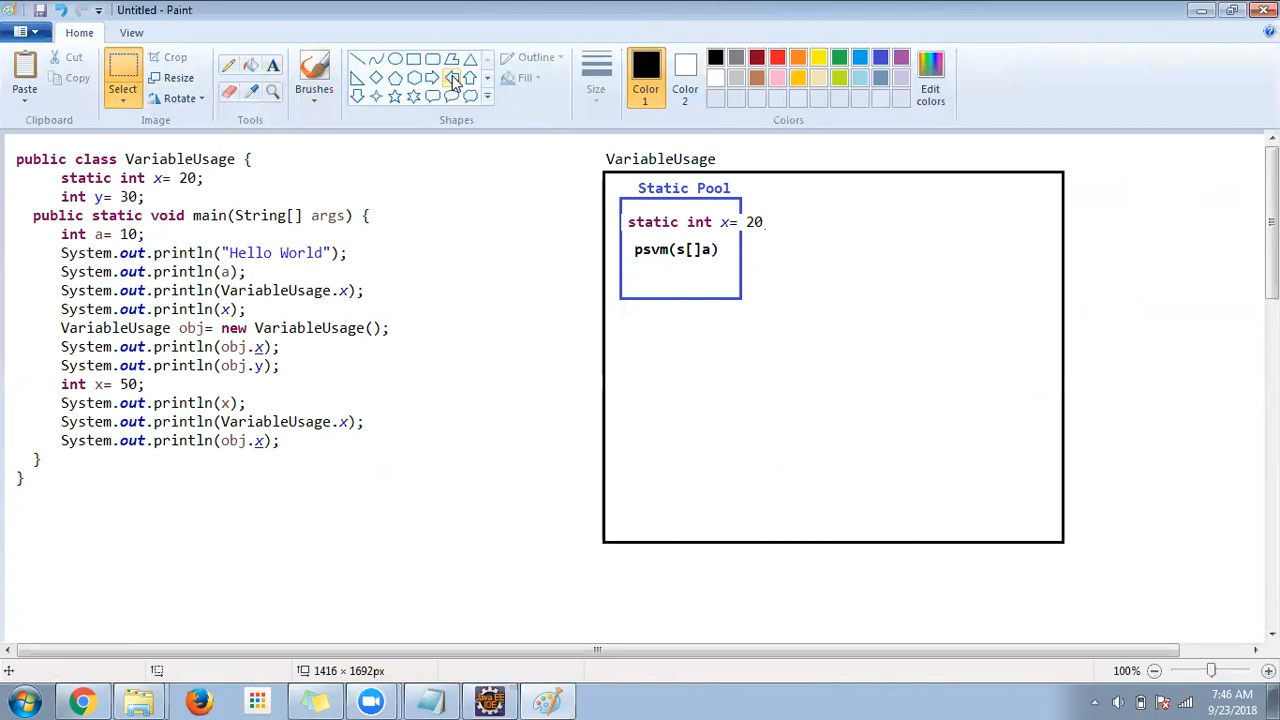 Untitled - Paint
Home
View
Paste
Cut
Copy
Clipboard
Select
Crop
Resize
Rotate
Image
A
Tools
Brushes
Shapes
Outline
Fill
Size
Color 1
Color 2
Edit colors
Colors
public class VariableUsage {
static int x= 20;
int y= 30;
public static void main(String[] args) {
int a= 10;
System.out.println("Hello World");
System.out.println(a);
System.out.println(VariableUsage.x);
System.out.println(x);
VariableUsage obj= new VariableUsage();
System.out.println(obj.x);
System.out.println(obj.y);
int x= 50;
System.out.println(x);
System.out.println(VariableUsage.x);
System.out.println(obj.x);
}
}
VariableUsage
Static Pool
static int x= 20
psvm(s[]a)
1416 × 1692px
100%
Java EE
IDE
7:46 AM
9/23/2018